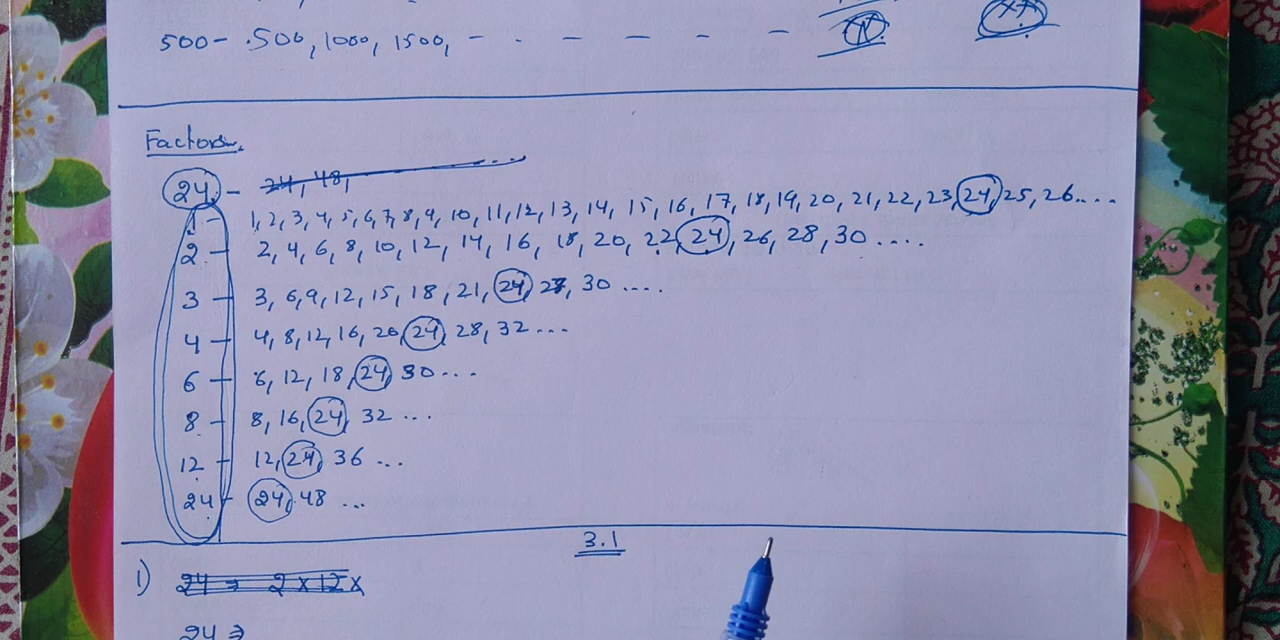 500 - 500, 1000, 1500, - . - - - - -
Factors.
24 - 24, 48, ...
1, 2, 3, 4, 5, 6, 7, 8, 9, 10, 11, 12, 13, 14, 15, 16, 17, 18, 19, 20, 21, 22, 23, 24, 25, 26....
2 - 2, 4, 6, 8, 10, 12, 14, 16, 18, 20, 22, 24, 26, 28, 30 ....
3 - 3, 6, 9, 12, 15, 18, 21, 24, 27, 30 ....
4 - 4, 8, 12, 16, 20, 24, 28, 32 ...
6 - 6, 12, 18, 24, 30...
8 - 8, 16, 24, 32 ...
12 - 12, 24, 36 ...
24 - 24, 48 ...
3.1
1) 24 = 2 x 12 x
24 =